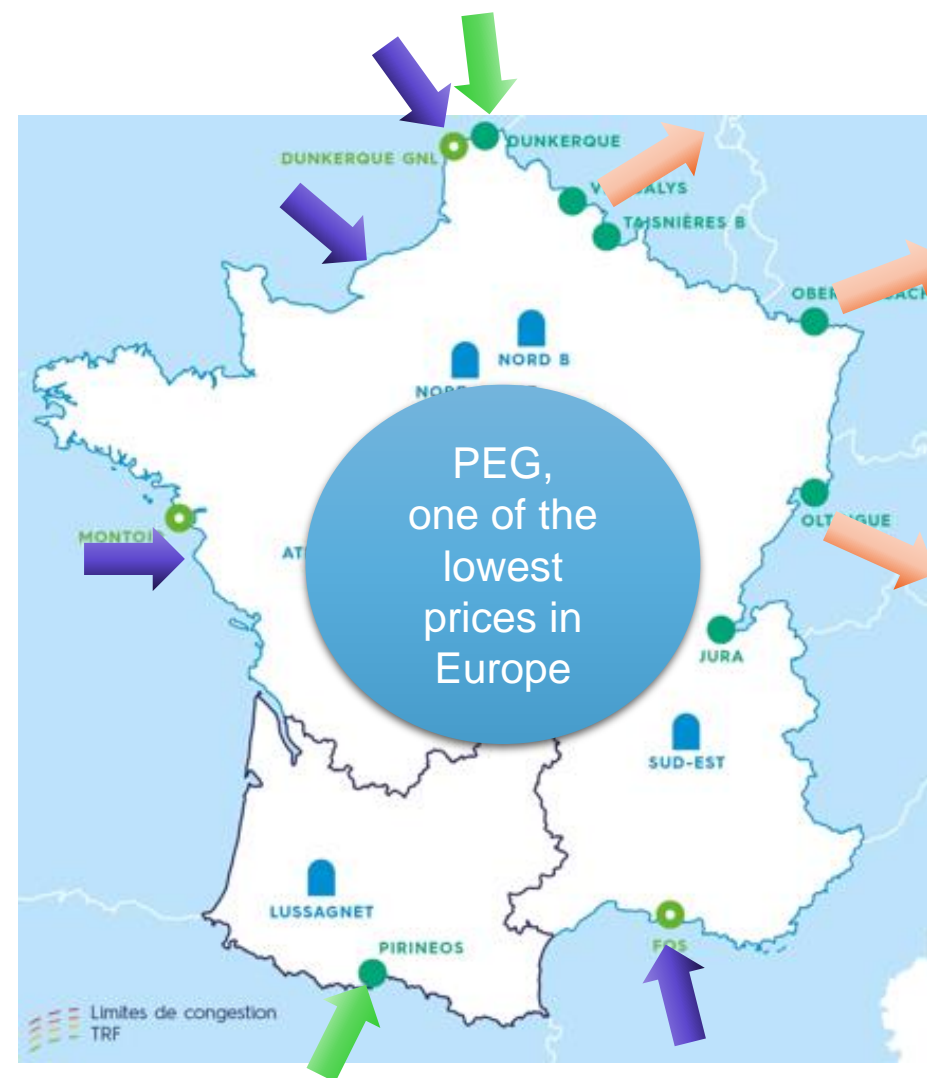 DUNKERQUE
DUNKERQUE GNL
TAISNIÈRES B
NORD B
PEG,
one of the
lowest
prices in
Europe
JURA
SUD-EST
LUSSAGNET
PIRINEOS
FOS
Limites de congestion
TRF